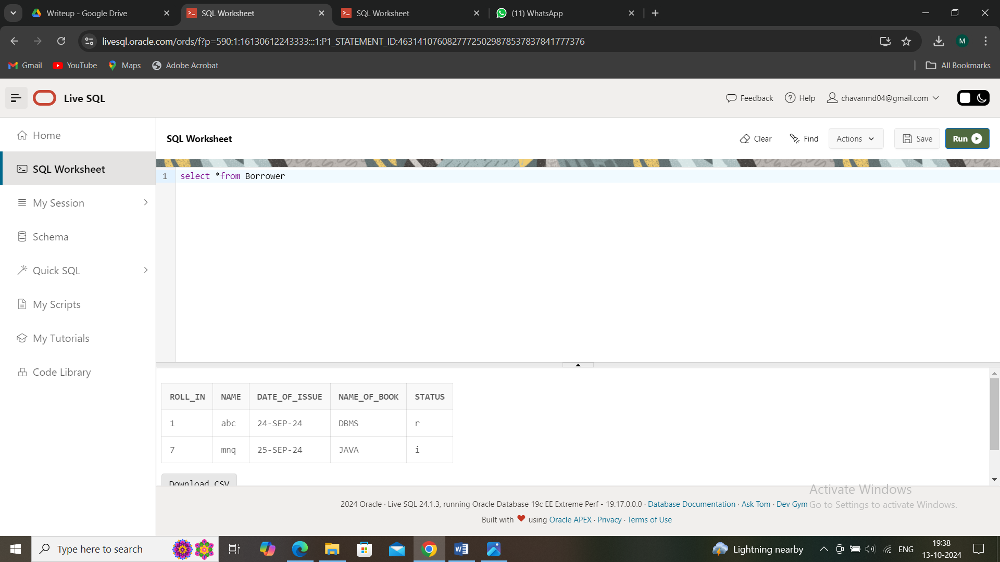 Writeup - Google Drive
SQL Worksheet
SQL Worksheet
(11) WhatsApp
livesql.oracle.com/ords/f?p=590:1:16130612243333:::1:P1_STATEMENT_ID:46314107608277725029878537837841777376
M
Gmail
YouTube
Maps
Adobe Acrobat
All Bookmarks
Live SQL
Feedback
Help
chavanmd04@gmail.com
Home
SQL Worksheet
My Session
Schema
Quick SQL
My Scripts
My Tutorials
Code Library
SQL Worksheet
Clear
Find
Actions
Save
Run
1 select *from Borrower
ROLL_IN NAME DATE_OF_ISSUE NAME_OF_BOOK STATUS
1 abc 24-SEP-24 DBMS r
7 mnq 25-SEP-24 JAVA i
Download CSV
2024 Oracle · Live SQL 24.1.3, running Oracle Database 19c EE Extreme Perf - 19.17.0.0.0 · Database Documentation · Ask Tom · Dev Gym
Built with ❤ using Oracle APEX · Privacy · Terms of Use
Activate Windows
Go to Settings to activate Windows.
Type here to search
Lightning nearby
ENG
19:38
13-10-2024